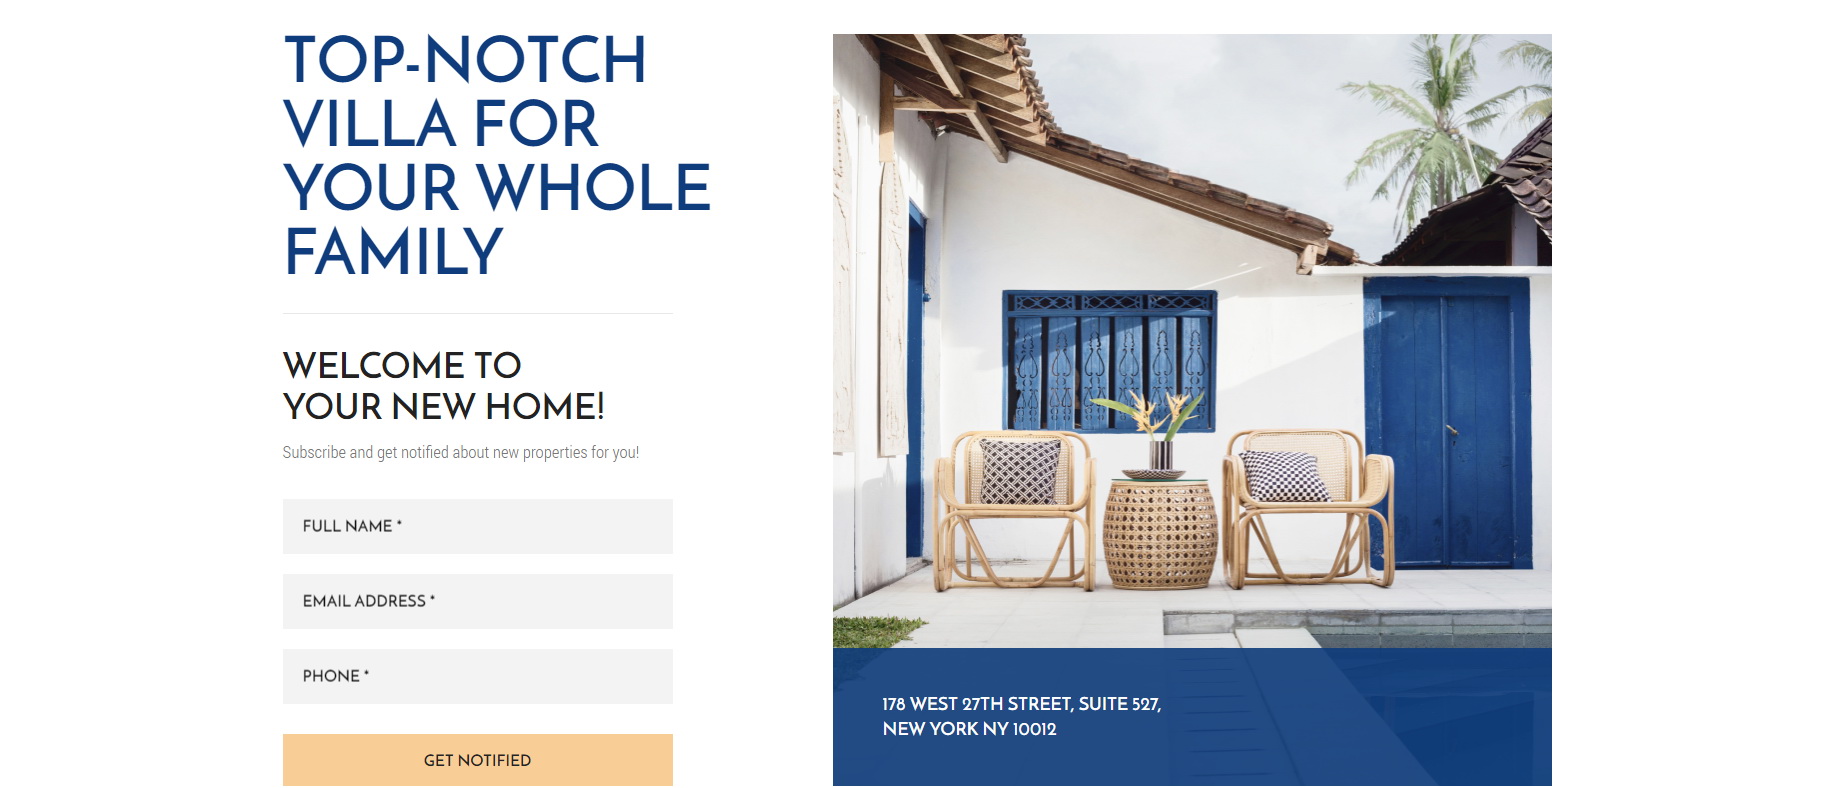 TOP-NOTCH
VILLA FOR
YOUR WHOLE
FAMILY
WELCOME TO
YOUR NEW HOME!
Subscribe and get notified about new properties for you!
FULL NAME *
EMAIL ADDRESS *
PHONE *
GET NOTIFIED
178 WEST 27TH STREET, SUITE 527,
NEW YORK NY 10012